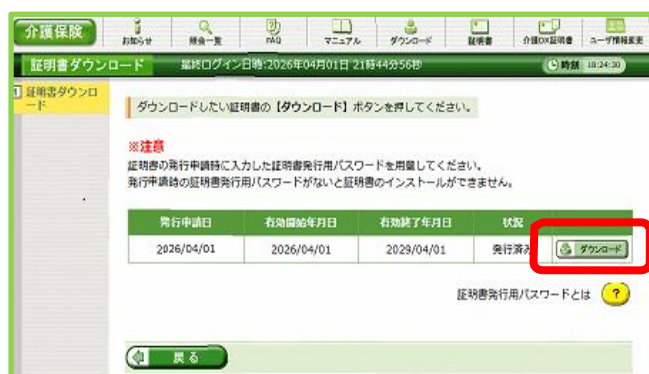 介護保険
お知らせ 照会一覧 FAQ マニュアル ダウンロード 証明書 介護DX証明書 ユーザ情報変更
証明書ダウンロード 最終ログイン日時:2026年04月01日 21時44分56秒 時刻 18:24:30
証明書ダウンロ
ード
ダウンロードしたい証明書の【ダウンロード】ボタンを押してください。
※注意
証明書の発行申請時に入力した証明書発行用パスワードを用意してください。
発行申請時の証明書発行用パスワードがないと証明書のインストールができません。
発行申請日 有効開始年月日 有効終了年月日 状況
2026/04/01 2026/04/01 2029/04/01 発行済み ダウンロード
証明書発行用パスワードとは ?
戻る